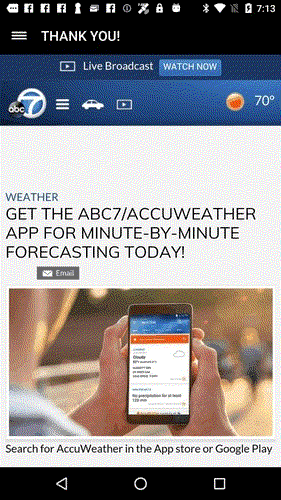 7:13
THANK YOU!
Live Broadcast WATCH NOW
abc 7 70°
WEATHER
GET THE ABC7/ACCUWEATHER
APP FOR MINUTE-BY-MINUTE
FORECASTING TODAY!
Email
No precipitation for at least
120 min
Search for AccuWeather in the App store or Google Play